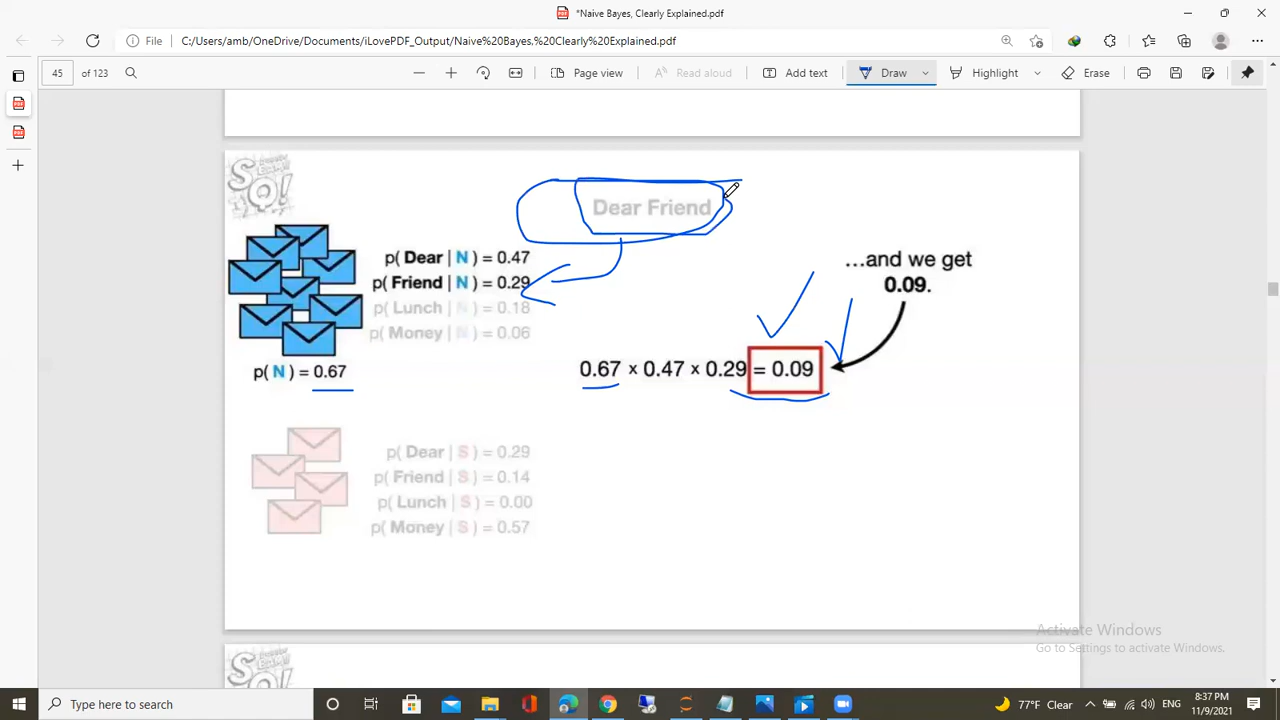 *Naive Bayes, Clearly Explained.pdf
File C:/Users/amb/OneDrive/Documents/iLovePDF_Output/Naive%20Bayes,%20Clearly%20Explained.pdf
45 of 123 Page view Read aloud Add text Draw Highlight Erase
SQ!
Dear Friend
p( Dear | N ) = 0.47
p( Friend | N ) = 0.29
p( Lunch | N ) = 0.18
p( Money | N ) = 0.06
…and we get
0.09.
p( N ) = 0.67
0.67 × 0.47 × 0.29 = 0.09
p( Dear | S ) = 0.29
p( Friend | S ) = 0.14
p( Lunch | S ) = 0.00
p( Money | S ) = 0.57
Activate Windows
Go to Settings to activate Windows.
Type here to search
77°F Clear
ENG
8:37 PM
11/9/2021